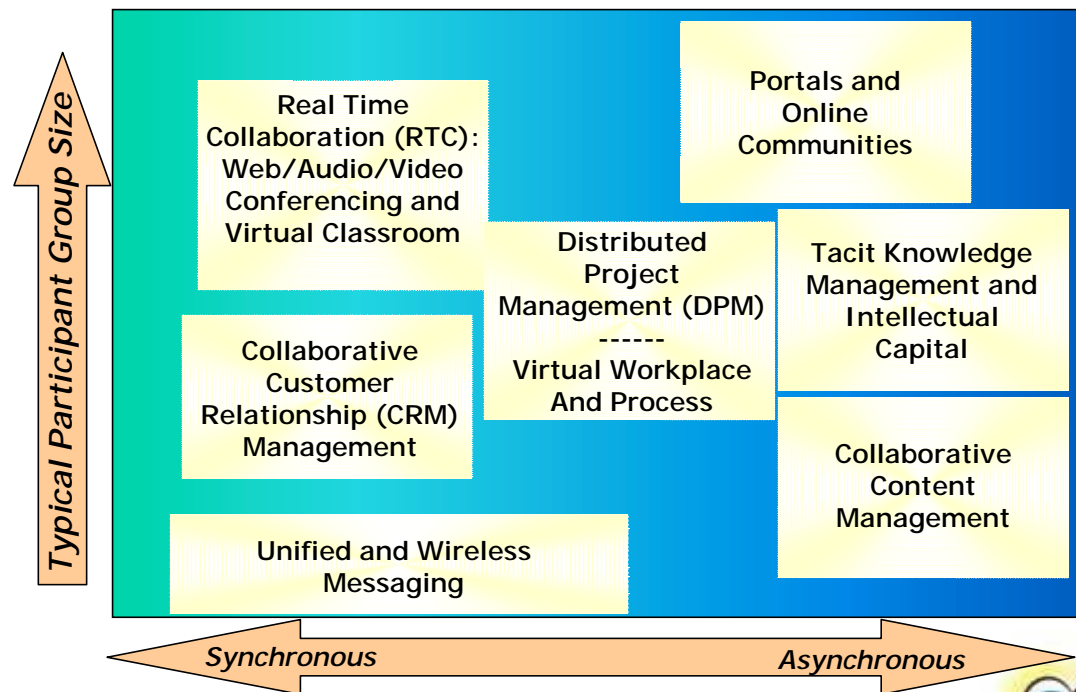 Typical Participant Group Size
Real Time
Collaboration (RTC):
Web/Audio/Video
Conferencing and
Virtual Classroom
Portals and
Online
Communities
Distributed
Project
Management (DPM)
------
Virtual Workplace
And Process
Tacit Knowledge
Management and
Intellectual
Capital
Collaborative
Customer
Relationship (CRM)
Management
Collaborative
Content
Management
Unified and Wireless
Messaging
Synchronous
Asynchronous